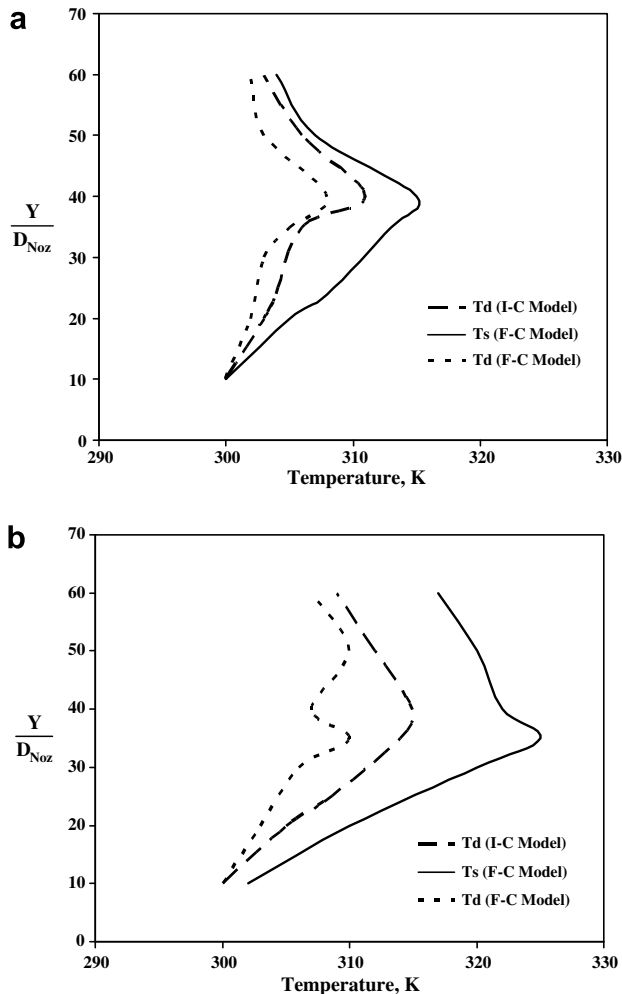 a
70
60
50
40
30
20
10
0
Y
D_Noz
290
300
310
320
330
Temperature, K
Td (I-C Model)
Ts (F-C Model)
Td (F-C Model)
b
70
60
50
40
30
20
10
0
Y
D_Noz
290
300
310
320
330
Temperature, K
Td (I-C Model)
Ts (F-C Model)
Td (F-C Model)